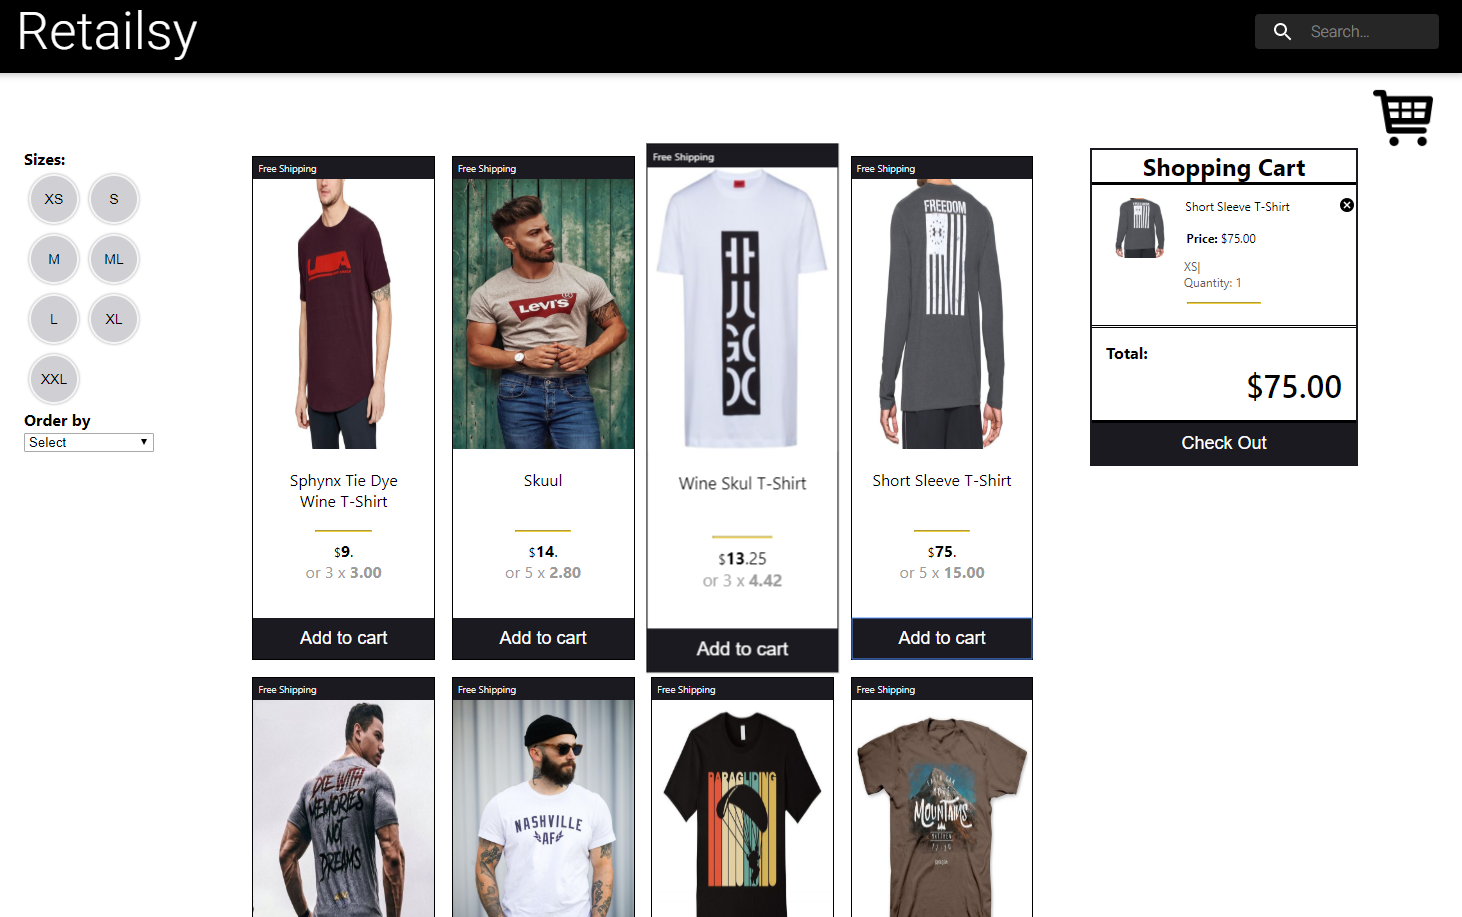 Retailsy
Search...
Sizes:
XS
S
M
ML
L
XL
XXL
Order by
Select
Free Shipping
Sphynx Tie Dye
Wine T-Shirt
$9.
or 3 x 3.00
Add to cart
Free Shipping
Levi's
Skuul
$14.
or 5 x 2.80
Add to cart
Free Shipping
HUGO
Wine Skul T-Shirt
$13.25
or 3 x 4.42
Add to cart
Free Shipping
FREEDOM
Short Sleeve T-Shirt
$75.
or 5 x 15.00
Add to cart
Shopping Cart
Short Sleeve T-Shirt
Price: $75.00
XS|
Quantity: 1
Total:
$75.00
Check Out
Free Shipping
DIE WITH
MEMORIES
NOT
DREAMS
Free Shipping
NASHVILLE
AF
Free Shipping
PARAGLIDING
Free Shipping
MOUNTAINS